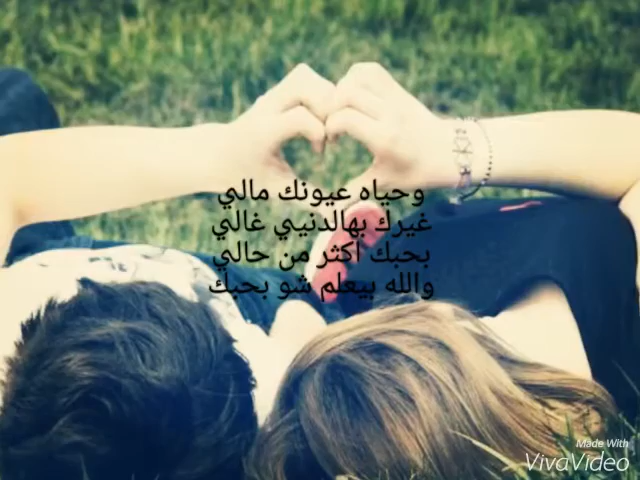 وحياه عيونك مالي
غيرك بهالدنيي غالي
بحبك اكثر من حالي
والله بيعلم شو بحبك
Made With
VivaVideo